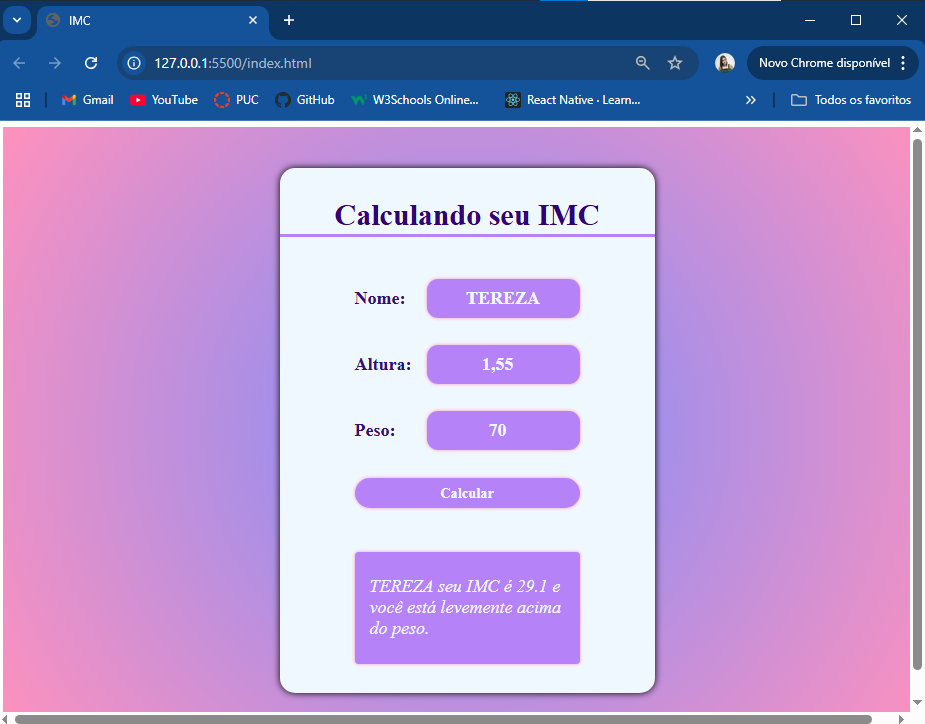 IMC
127.0.0.1:5500/index.html
Novo Chrome disponível
Gmail
YouTube
PUC
GitHub
W3Schools Online...
React Native · Learn...
Todos os favoritos
Calculando seu IMC
Nome: TEREZA
Altura: 1,55
Peso: 70
Calcular
TEREZA seu IMC é 29.1 e
você está levemente acima
do peso.